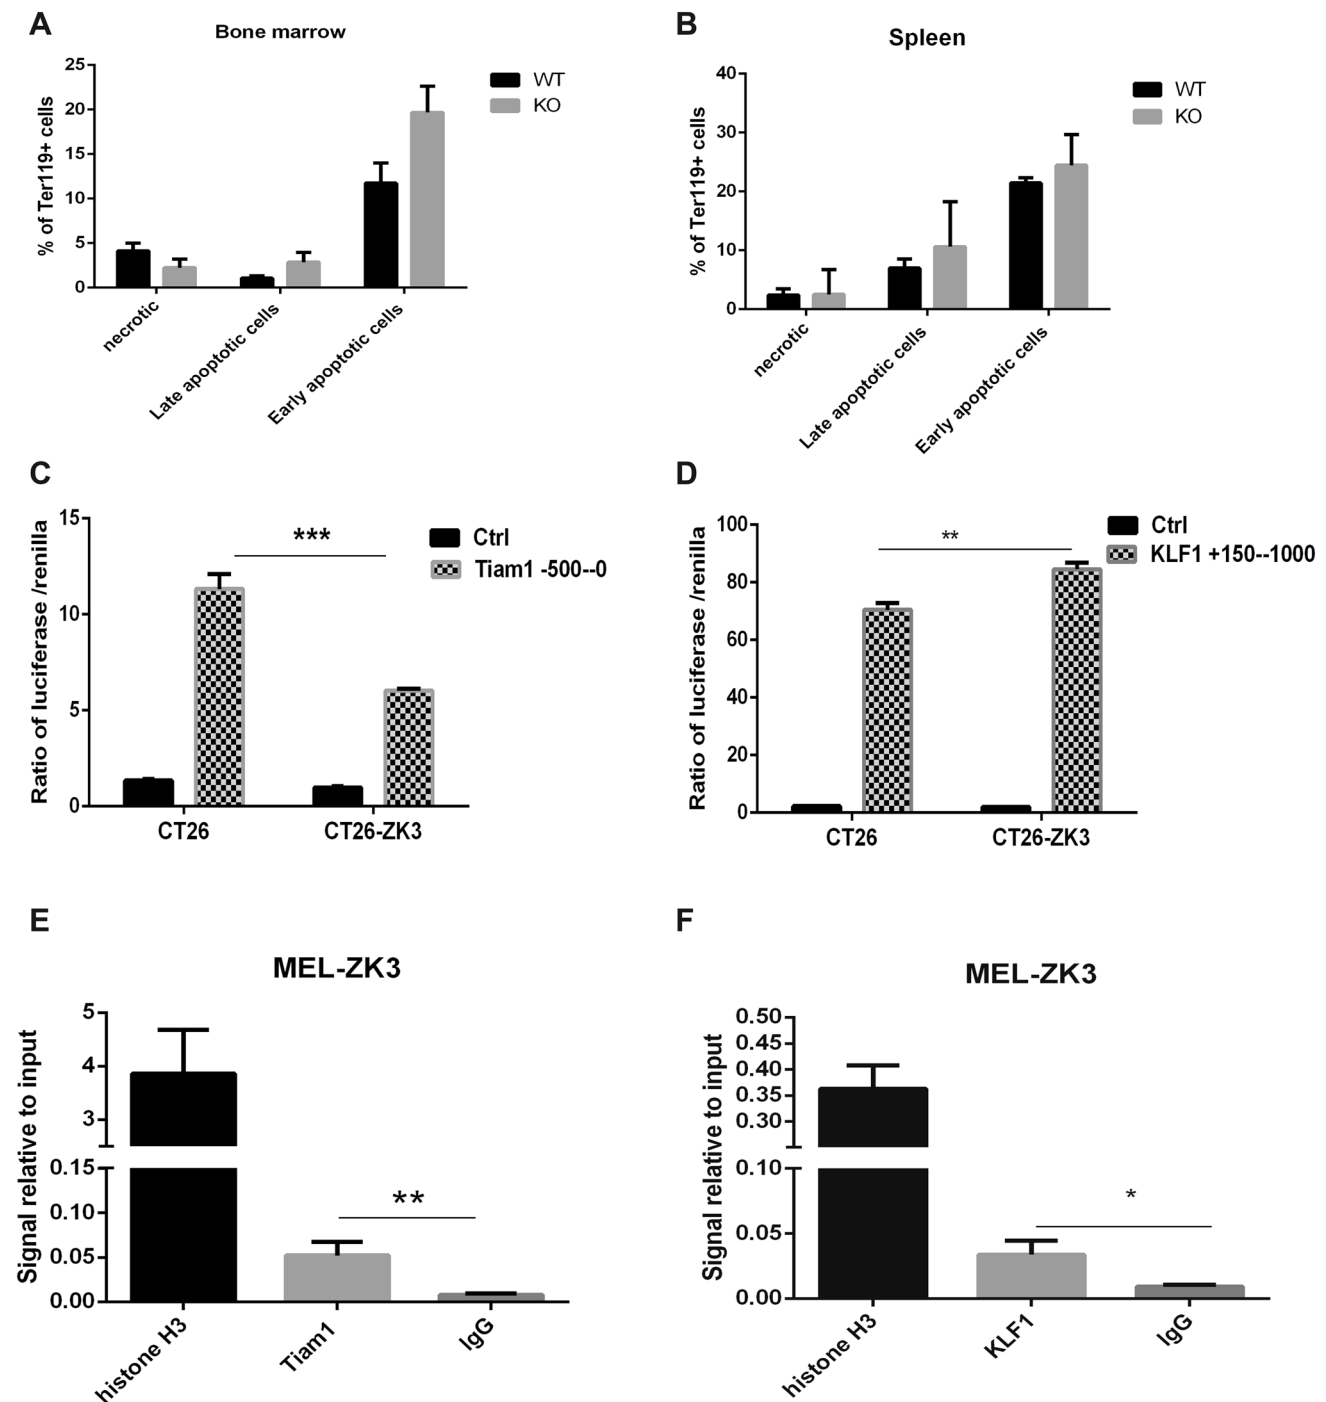 A
Bone marrow
25
20
15
10
5
0
% of Ter119+ cells
WT
KO
necrotic
Late apoptotic cells
Early apoptotic cells
B
Spleen
40
30
20
10
0
% of Ter119+ cells
WT
KO
necrotic
Late apoptotic cells
Early apoptotic cells
C
15
10
5
0
Ratio of luciferase /renilla
***
Ctrl
Tiam1 -500--0
CT26
CT26-ZK3
D
100
80
60
40
20
0
Ratio of luciferase /renilla
**
Ctrl
KLF1 +150--1000
CT26
CT26-ZK3
E
MEL-ZK3
5
4
3
0.15
0.10
0.05
0.00
Signal relative to input
**
histone H3
Tiam1
IgG
F
MEL-ZK3
0.50
0.45
0.40
0.35
0.30
0.10
0.05
0.00
Signal relative to input
*
histone H3
KLF1
IgG